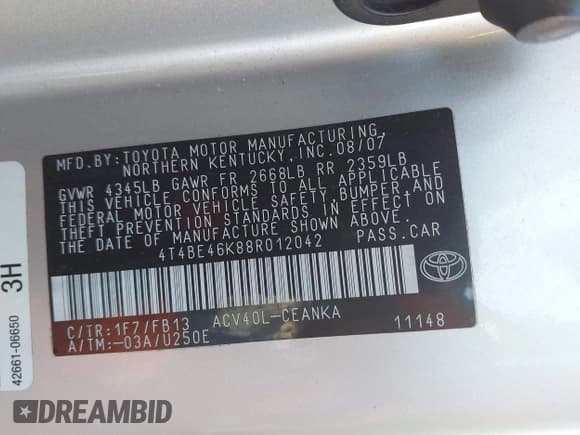 MFD.BY:TOYOTA MOTOR MANUFACTURING,
NORTHERN KENTUCKY,INC.08/07
GVWR 4345LB GAWR FR 2668LB RR 2359LB
THIS VEHICLE CONFORMS TO ALL APPLICABLE
FEDERAL MOTOR VEHICLE SAFETY,BUMPER,AND
THEFT PREVENTION STANDARDS IN EFFECT ON
THE DATE OF MANUFACTURE SHOWN ABOVE.
4T4BE46K88R012042 PASS.CAR
C/TR:1F7/FB13 ACV40L-CEANKA
A/TM:-03A/U250E 11148
42661-06650 3H
DREAMBID